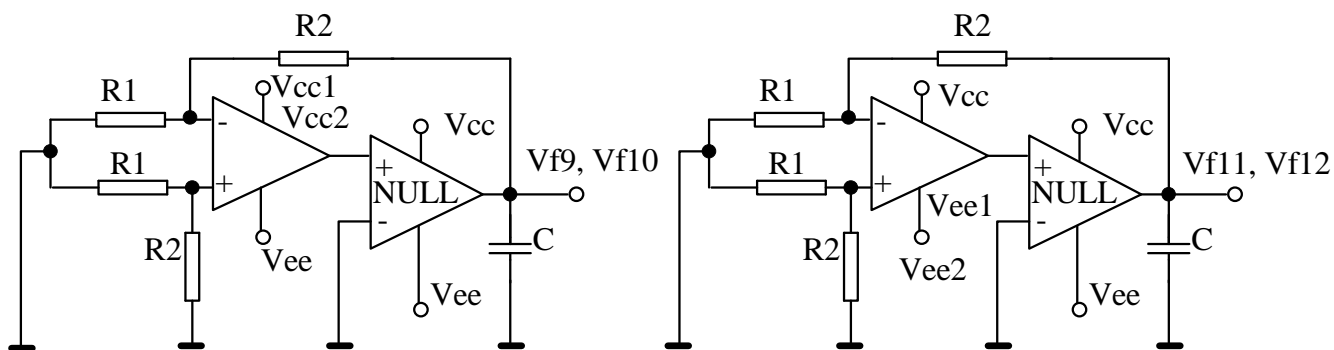 R2
Vcc1
Vcc2
R1
-
Vcc
R1
+
+
NULL
-
Vf9, Vf10
R2
Vee
C
Vee
R2
Vcc
R1
-
Vcc
R1
+
+
NULL
-
Vf11, Vf12
Vee1
R2
Vee2
C
Vee